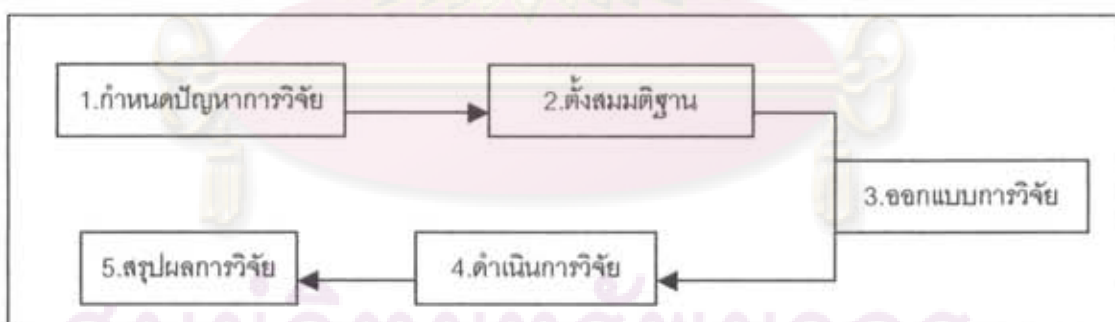 1.กำหนดปัญหาการวิจัย
2.ตั้งสมมติฐาน
3.ออกแบบการวิจัย
4.ดำเนินการวิจัย
5.สรุปผลการวิจัย